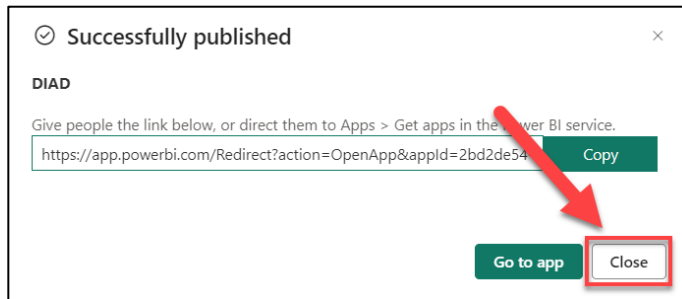 Successfully published
DIAD
Give people the link below, or direct them to Apps > Get apps in the Power BI service.
https://app.powerbi.com/Redirect?action=OpenApp&appId=2bd2de54
Copy
Go to app
Close